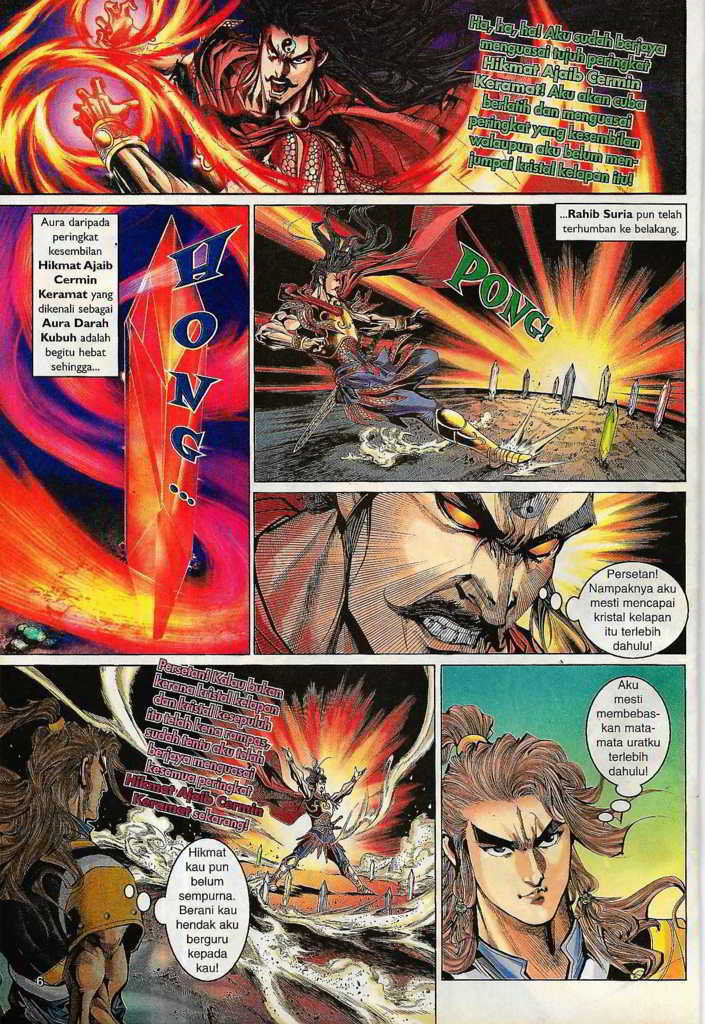 Ha, ha, ha! Aku sudah berjaya
menguasai tujuh peringkat
Hikmat Ajaib Cermin
Keramat! Aku akan cuba
berlatih dan menguasai
peringkat yang kesembilan
walaupun aku belum men-
jumpai kristal kelapan itu!
Aura daripada
peringkat
kesembilan
Hikmat Ajaib
Cermin
Keramat yang
dikenali sebagai
Aura Darah
Kubuh adalah
begitu hebat
sehingga...
HONG...
...Rahib Suria pun telah
terhumban ke belakang.
PONG!
Persetan!
Nampaknya aku
mesti mencapai
kristal kelapan
itu terlebih
dahulu!
Persetan! Kalau bukan
kerana kristal kelapan
dan kristal kesepuluh
itu telah kena rampas,
sudah tentu aku telah
berjaya menguasai
kesemua peringkat
Hikmat Ajaib Cermin
Keramat sekarang!
Hikmat
kau pun
belum
sempurna.
Berani kau
hendak aku
berguru
kepada
kau!
Aku
mesti
membebas-
kan mata-
mata uratku
terlebih
dahulu!
6